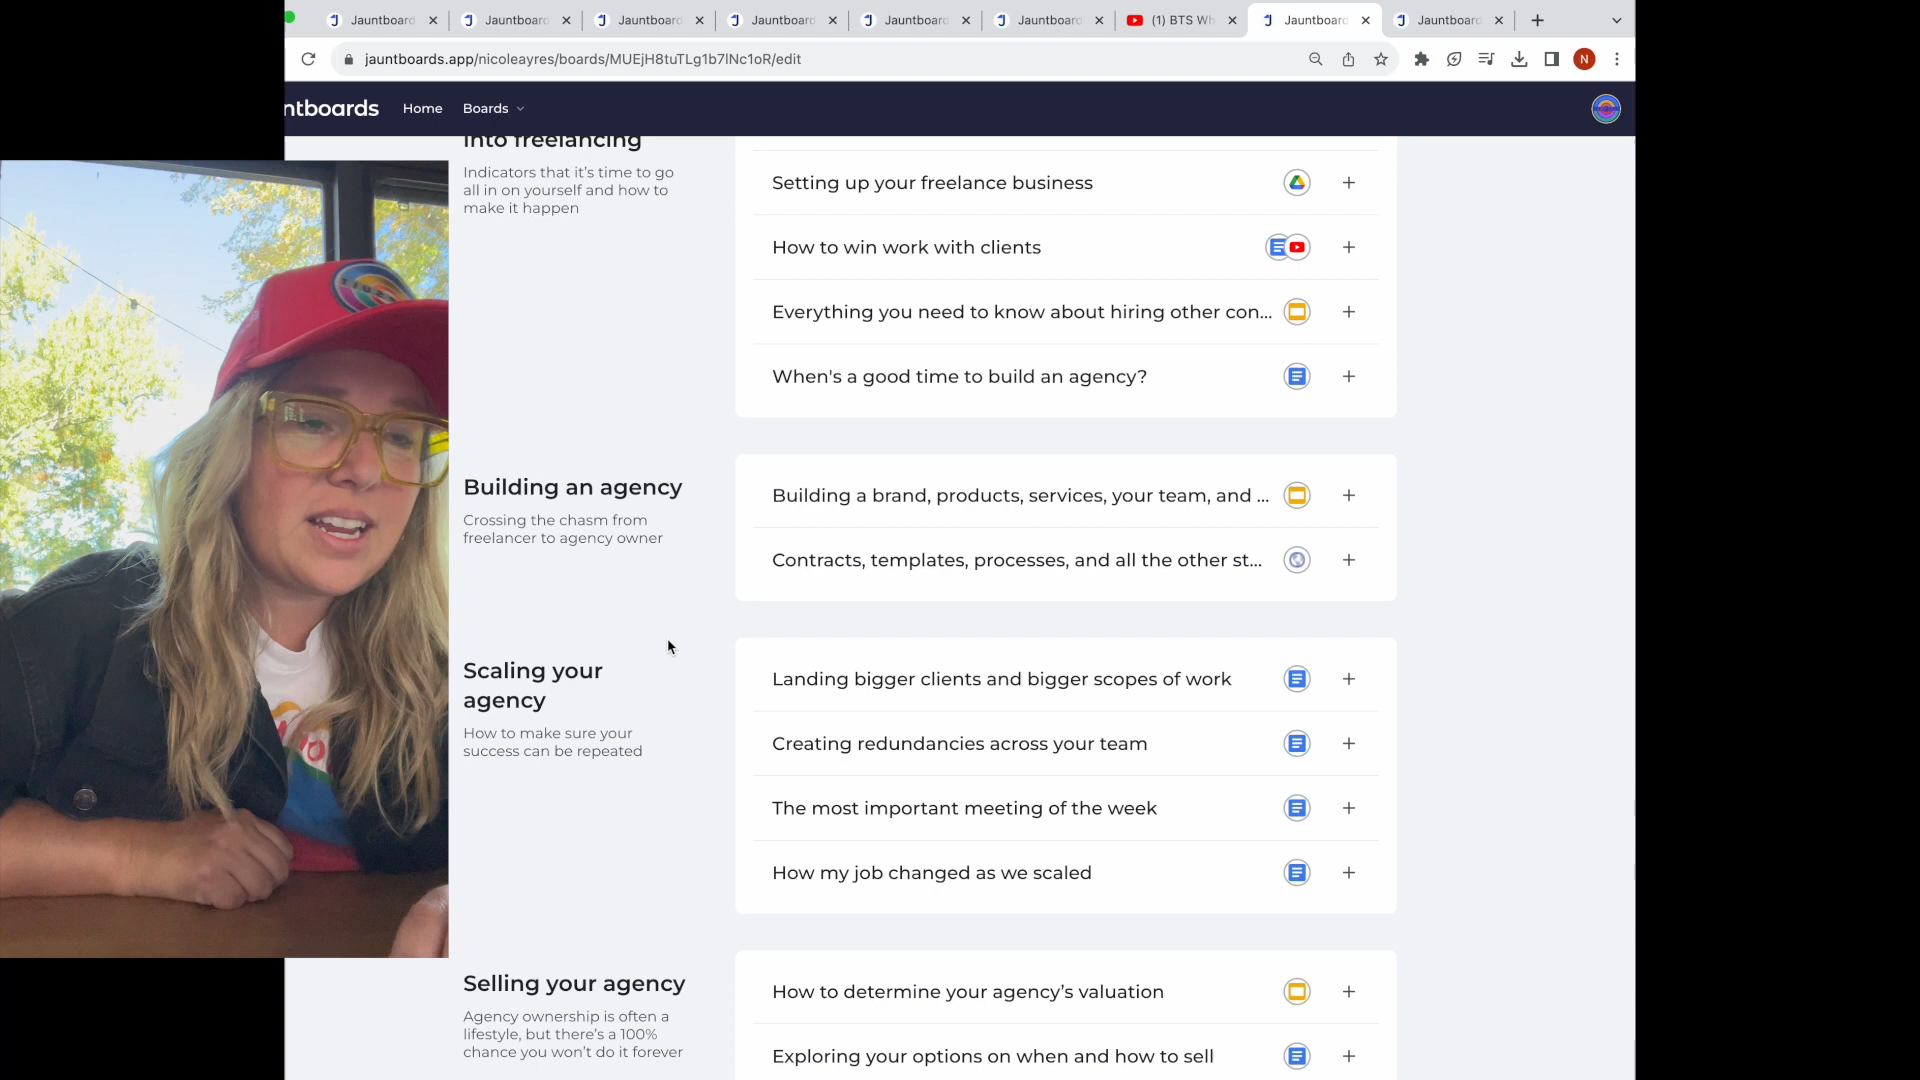 Jauntboard
Jauntboard
Jauntboard
Jauntboard
Jauntboard
Jauntboard
(1) BTS Wh
Jauntboard
Jauntboard
jauntboards.app/nicoleayres/boards/MUEjH8tuTLg1b7lNc1oR/edit
N
ntboards
Home
Boards
into freelancing
Indicators that it's time to go
all in on yourself and how to
make it happen
Setting up your freelance business
How to win work with clients
Everything you need to know about hiring other con...
When's a good time to build an agency?
Building an agency
Crossing the chasm from
freelancer to agency owner
Building a brand, products, services, your team, and ...
Contracts, templates, processes, and all the other st...
Scaling your
agency
How to make sure your
success can be repeated
Landing bigger clients and bigger scopes of work
Creating redundancies across your team
The most important meeting of the week
How my job changed as we scaled
Selling your agency
Agency ownership is often a
lifestyle, but there's a 100%
chance you won't do it forever
How to determine your agency's valuation
Exploring your options on when and how to sell